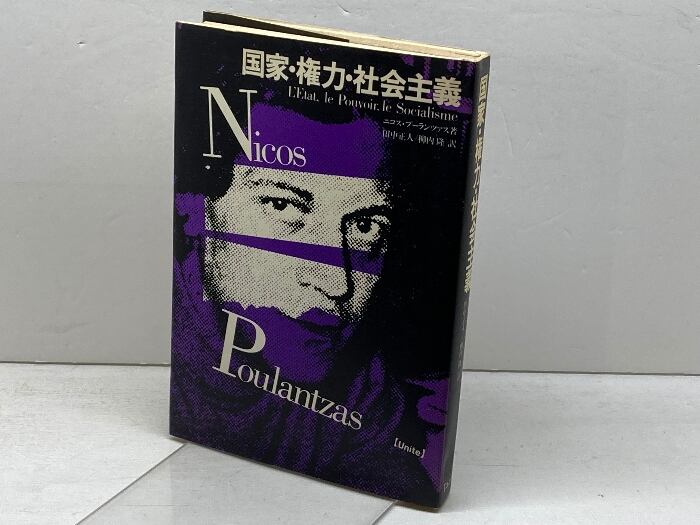 国家・権力・社会主義
L'Etat, le Pouvoir, le Socialisme
ニコス・プーランツァス著
田中正人=柳内隆 訳
Nicos
Poulantzas
【Unite】
国家・権力・社会主義